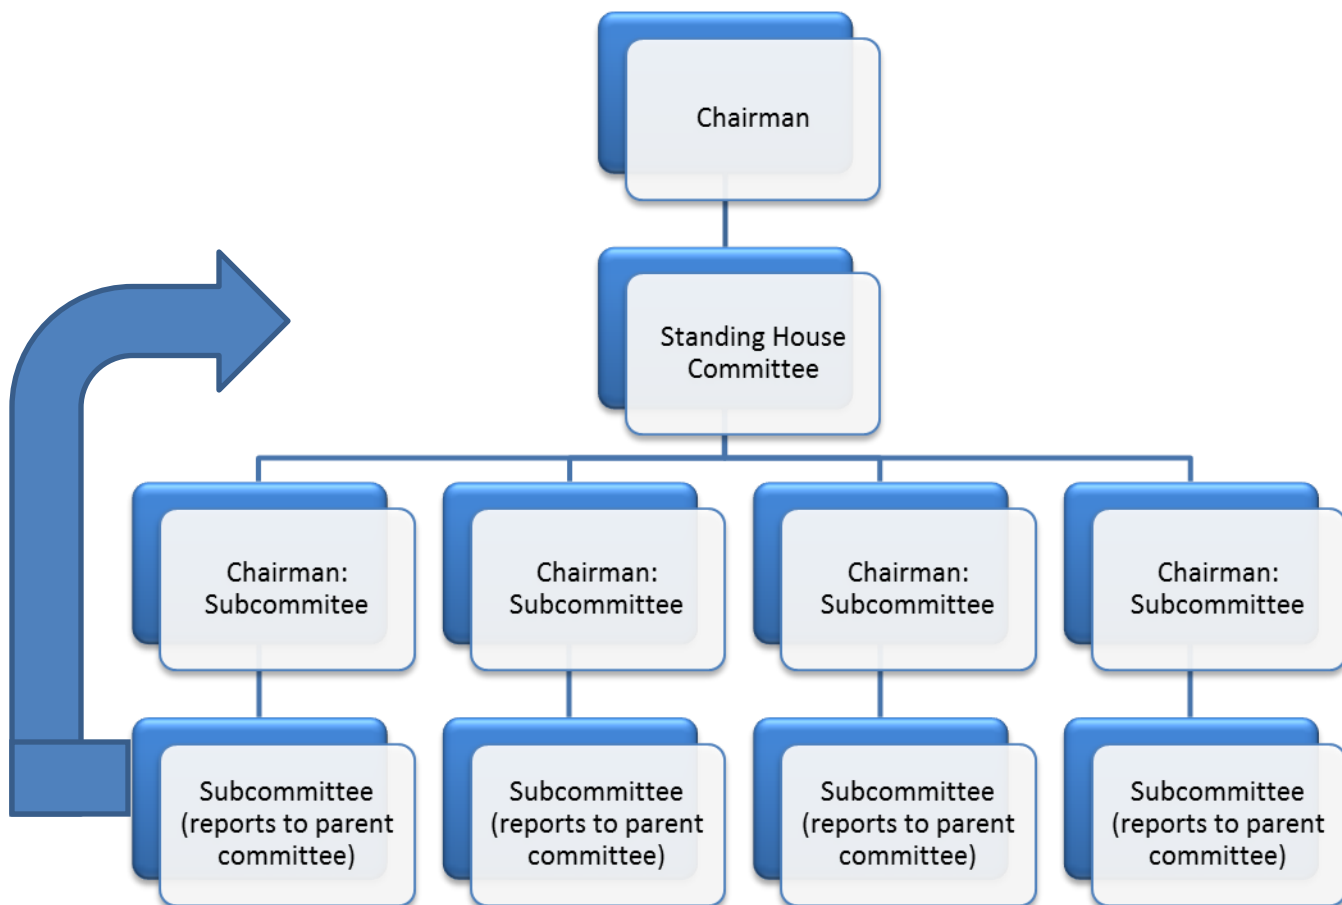 Chairman
Standing House
Committee
Chairman:
Subcommitee
Chairman:
Subcommittee
Chairman:
Subcommittee
Chairman:
Subcommittee
Subcommittee
(reports to parent
committee)
Subcommittee
(reports to parent
committee)
Subcommittee
(reports to parent
committee)
Subcommittee
(reports to parent
committee)